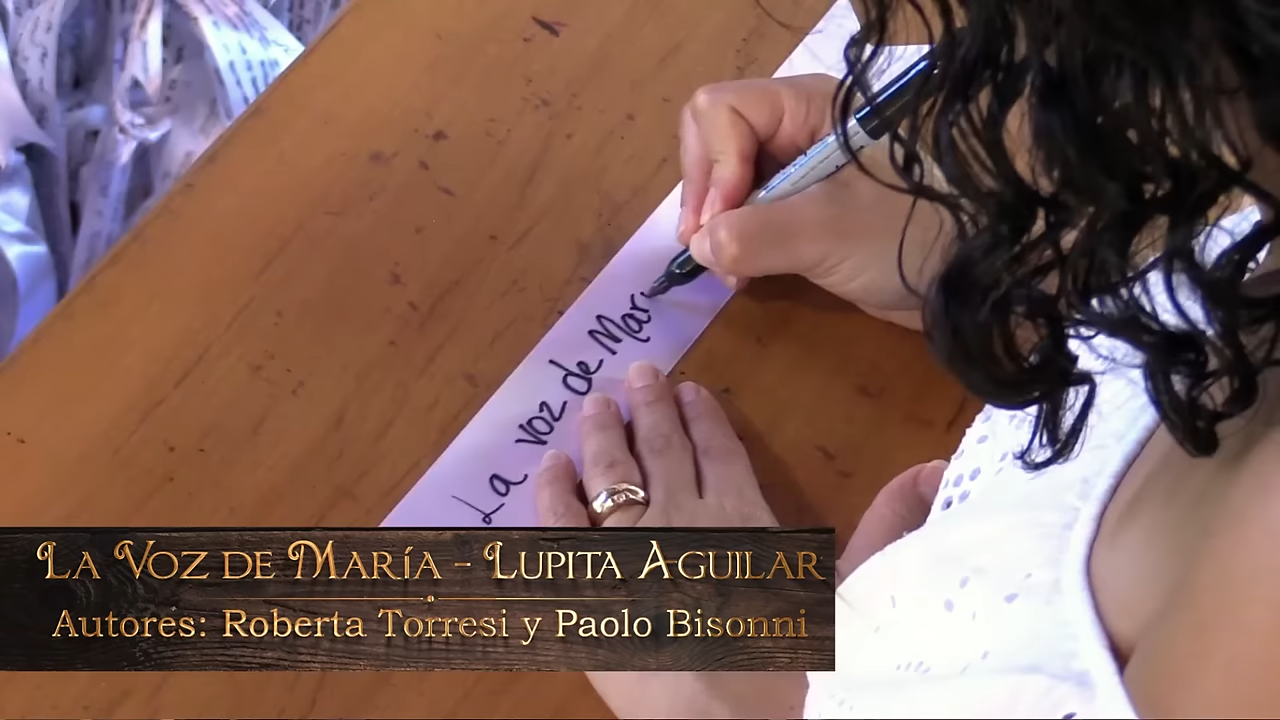 La voz de Mar
LA VOZ DE MARÍA - LUPITA AGUILAR
Autores: Roberta Torresi y Paolo Bisonni